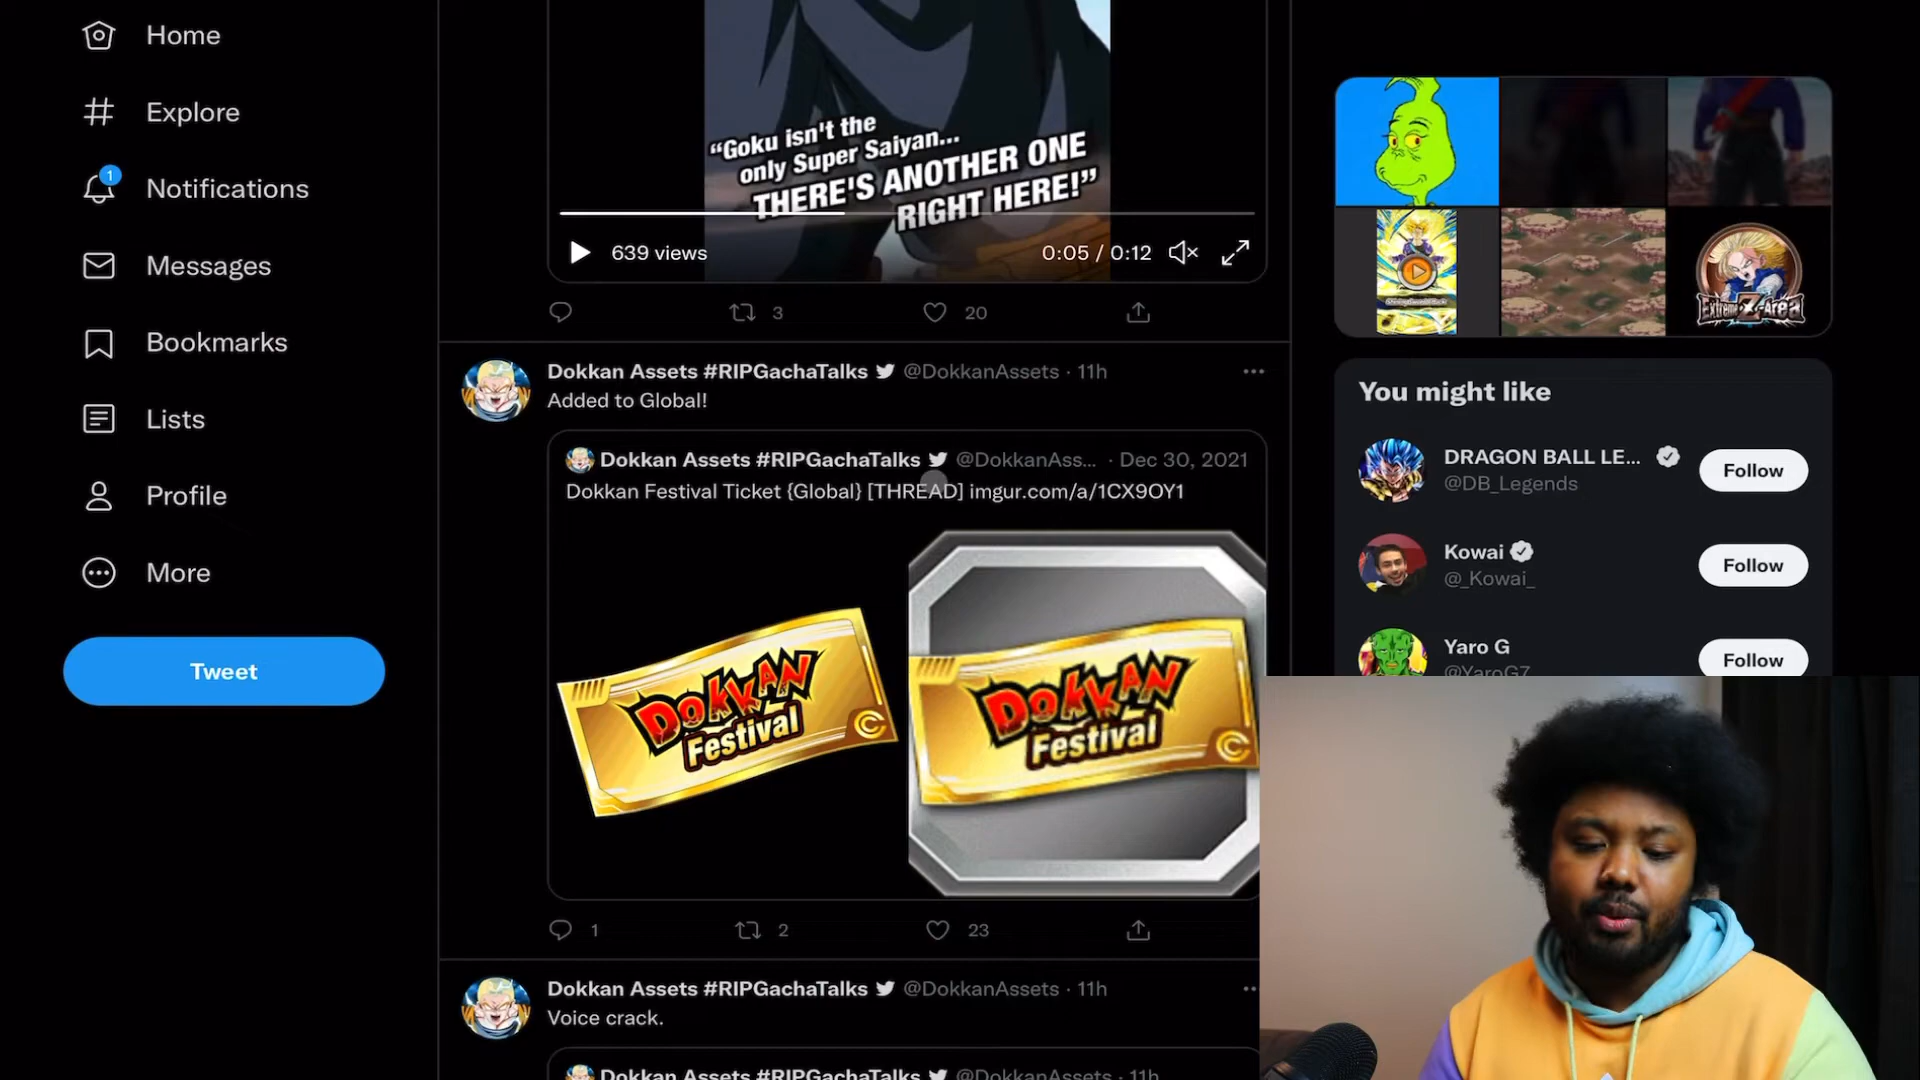 Home
Explore
1
Notifications
Messages
Bookmarks
Lists
Profile
More
Tweet
“Goku isn't the
only Super Saiyan...
THERE'S ANOTHER ONE
RIGHT HERE!”
639 views
0:05 / 0:12
3
20
Dokkan Assets #RIPGachaTalks @DokkanAssets · 11h
Added to Global!
Dokkan Assets #RIPGachaTalks @DokkanAss... · Dec 30, 2021
Dokkan Festival Ticket {Global} [THREAD] imgur.com/a/1CX9OY1
DOKKAN
Festival
C
DOKKAN
Festival
C
1
2
23
Dokkan Assets #RIPGachaTalks @DokkanAssets · 11h
Voice crack.
Dokkan Assets #RIPGachaTalks @DokkanAssets · 11h
Extreme Z-Area
You might like
DRAGON BALL LE...
@DB_Legends
Follow
Kowai
@_Kowai_
Follow
Yaro G
@YaroG7
Follow